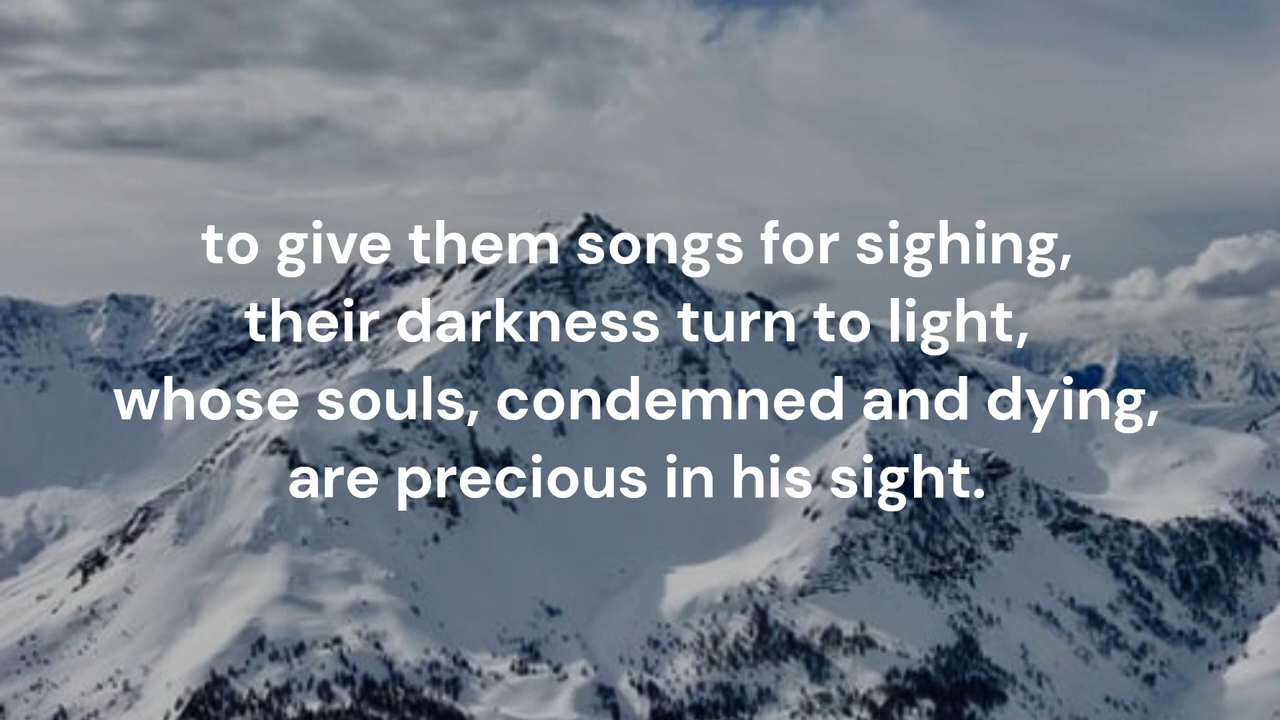 to give them songs for sighing,
their darkness turn to light,
whose souls, condemned and dying,
are precious in his sight.